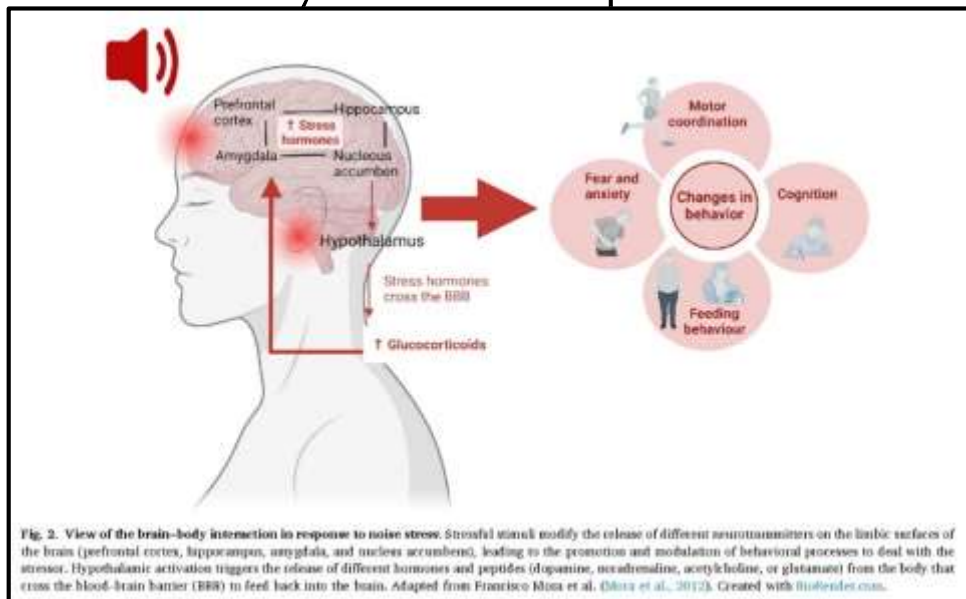 Prefrontal
cortex
Hippocampus
↑ Stress
hormones
Amygdala
Nucleous
accumben
Hypothalamus
Stress hormones
cross the BBB
↑ Glucocorticoids
Motor
coordination
Fear and
anxiety
Changes in
behavior
Cognition
Feeding
behaviour
Fig. 2. View of the brain–body interaction in response to noise stress. Stressful stimuli modify the release of different neurotransmitters on the limbic surfaces of
the brain (prefrontal cortex, hippocampus, amygdala, and nucleus accumbens), leading to the promotion and modulation of behavioral processes to deal with the
stressor. Hypothalamic activation triggers the release of different hormones and peptides (dopamine, noradrenaline, acetylcholine, or glutamate) from the body that
cross the blood–brain barrier (BBB) to feed back into the brain. Adapted from Francisco Mora et al. (Mora et al., 2012). Created with BioRender.com.